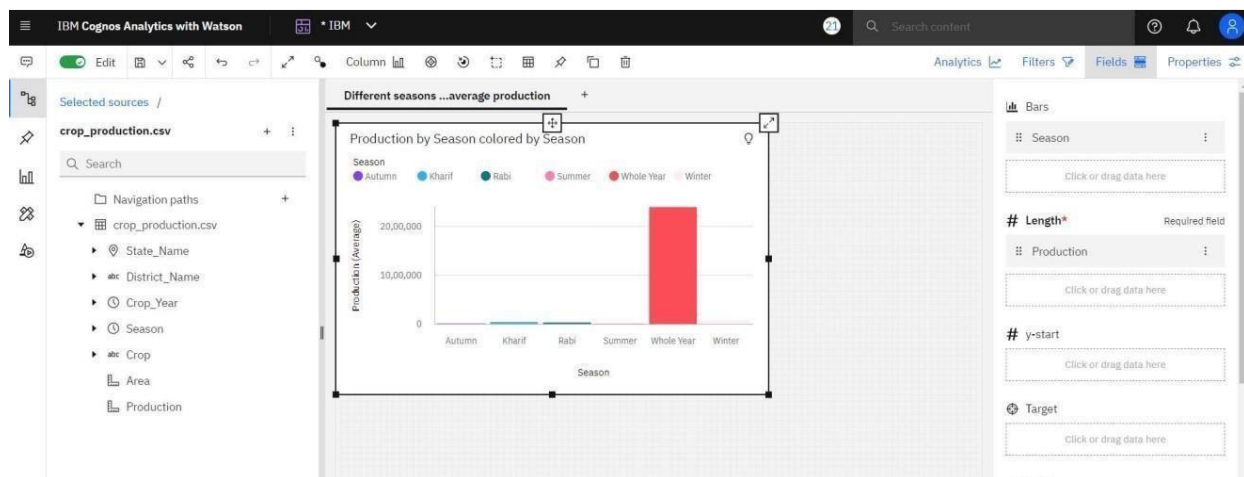 IBM Cognos Analytics with Watson
* IBM
21
Search content
Edit
Column
Analytics
Filters
Fields
Properties
Selected sources /
crop_production.csv
Search
Navigation paths
crop_production.csv
State_Name
abc District_Name
Crop_Year
Season
abc Crop
Area
Production
Different seasons ...average production
Production by Season colored by Season
Season
Autumn Kharif Rabi Summer Whole Year Winter
Production (Average)
20,00,000
10,00,000
0
Autumn Kharif Rabi Summer Whole Year Winter
Season
Bars
Season
Click or drag data here
# Length* Required field
Production
Click or drag data here
# y-start
Click or drag data here
Target
Click or drag data here